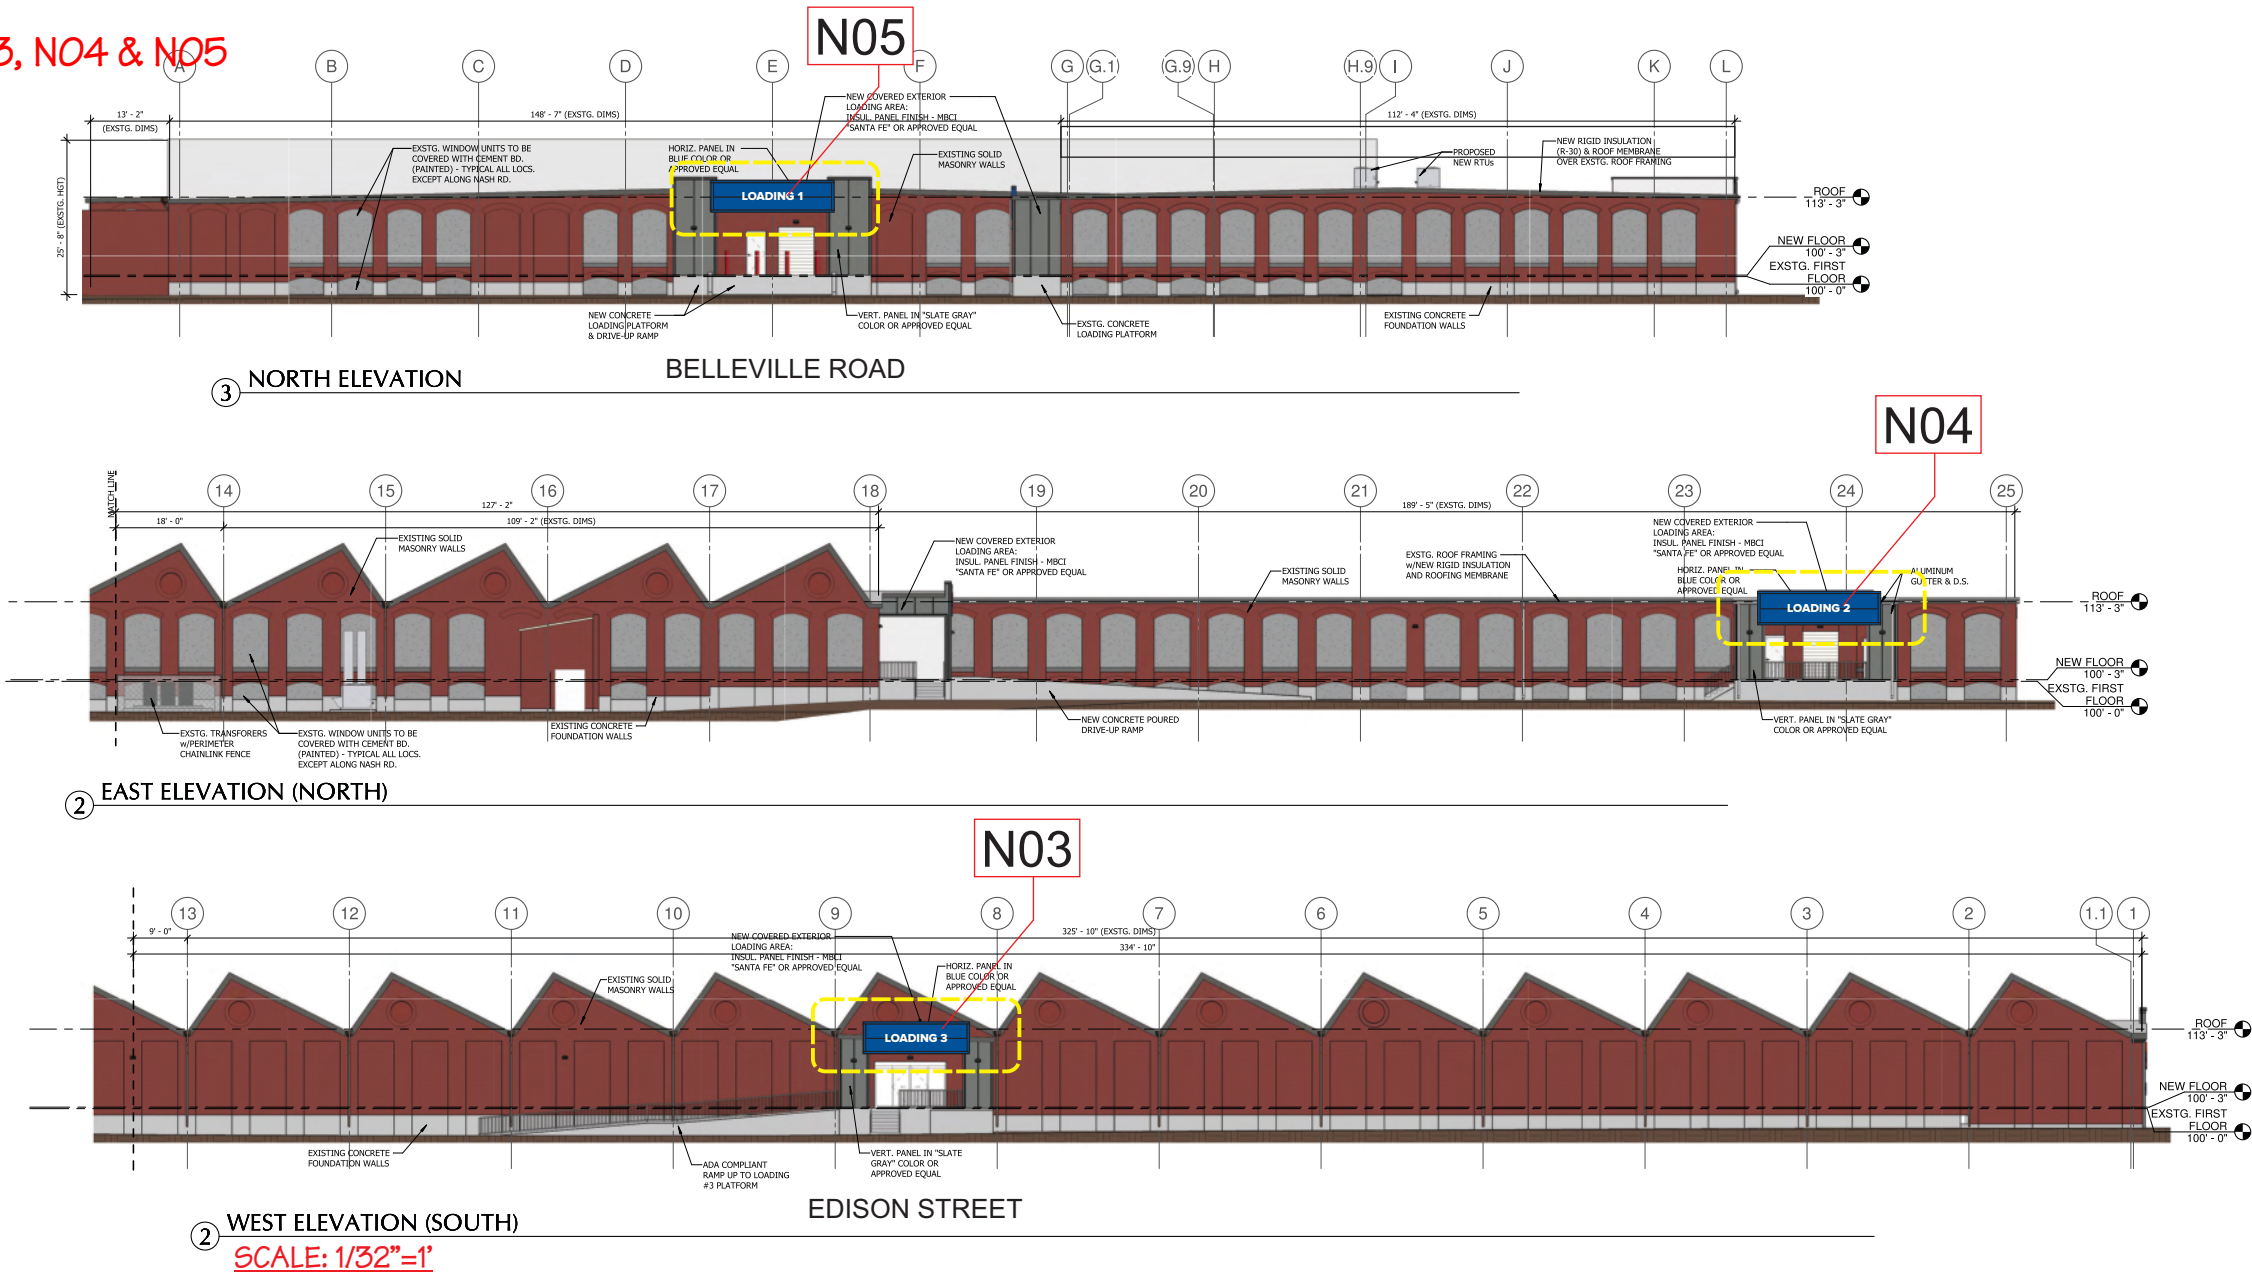 3, N04 & N05
N05
A B C D E F G G.1 G.9 H H.9 I J K L
13' - 2"
(EXSTG. DIMS)
148' - 7" (EXSTG. DIMS)
112' - 4" (EXSTG. DIMS)
25' - 8" (EXSTG. HGT)
EXSTG. WINDOW UNITS TO BE
COVERED WITH CEMENT BD.
(PAINTED) - TYPICAL ALL LOCS.
EXCEPT ALONG NASH RD.
HORIZ. PANEL IN
BLUE COLOR OR
APPROVED EQUAL
NEW COVERED EXTERIOR
LOADING AREA:
INSUL. PANEL FINISH - MBCI
"SANTA FE" OR APPROVED EQUAL
EXISTING SOLID
MASONRY WALLS
PROPOSED
NEW RTUs
NEW RIGID INSULATION
(R-30) & ROOF MEMBRANE
OVER EXSTG. ROOF FRAMING
LOADING 1
ROOF
113' - 3"
NEW FLOOR
100' - 3"
EXSTG. FIRST
FLOOR
100' - 0"
NEW CONCRETE
LOADING PLATFORM
& DRIVE-UP RAMP
VERT. PANEL IN "SLATE GRAY"
COLOR OR APPROVED EQUAL
EXSTG. CONCRETE
LOADING PLATFORM
EXISTING CONCRETE
FOUNDATION WALLS
BELLEVILLE ROAD
3 NORTH ELEVATION
N04
MATCH LINE
14 15 16 17 18 19 20 21 22 23 24 25
127' - 2"
189' - 5" (EXSTG. DIMS)
18' - 0"
109' - 2" (EXSTG. DIMS)
EXISTING SOLID
MASONRY WALLS
NEW COVERED EXTERIOR
LOADING AREA:
INSUL. PANEL FINISH - MBCI
"SANTA FE" OR APPROVED EQUAL
EXISTING SOLID
MASONRY WALLS
EXSTG. ROOF FRAMING
w/NEW RIGID INSULATION
AND ROOFING MEMBRANE
NEW COVERED EXTERIOR
LOADING AREA:
INSUL. PANEL FINISH - MBCI
"SANTA FE" OR APPROVED EQUAL
HORIZ. PANEL IN
BLUE COLOR OR
APPROVED EQUAL
ALUMINUM
GUTTER & D.S.
LOADING 2
ROOF
113' - 3"
NEW FLOOR
100' - 3"
EXSTG. FIRST
FLOOR
100' - 0"
EXSTG. TRANSFORERS
w/PERIMETER
CHAINLINK FENCE
EXSTG. WINDOW UNITS TO BE
COVERED WITH CEMENT BD.
(PAINTED) - TYPICAL ALL LOCS.
EXCEPT ALONG NASH RD.
EXISTING CONCRETE
FOUNDATION WALLS
NEW CONCRETE POURED
DRIVE-UP RAMP
VERT. PANEL IN "SLATE GRAY"
COLOR OR APPROVED EQUAL
2 EAST ELEVATION (NORTH)
N03
13 12 11 10 9 8 7 6 5 4 3 2 1.1 1
9' - 0"
325' - 10" (EXSTG. DIMS)
334' - 10"
NEW COVERED EXTERIOR
LOADING AREA:
INSUL. PANEL FINISH - MBCI
"SANTA FE" OR APPROVED EQUAL
EXISTING SOLID
MASONRY WALLS
HORIZ. PANEL IN
BLUE COLOR OR
APPROVED EQUAL
LOADING 3
ROOF
113' - 3"
NEW FLOOR
100' - 3"
EXSTG. FIRST
FLOOR
100' - 0"
EXISTING CONCRETE
FOUNDATION WALLS
ADA COMPLIANT
RAMP UP TO LOADING
#3 PLATFORM
VERT. PANEL IN "SLATE
GRAY" COLOR OR
APPROVED EQUAL
EDISON STREET
2 WEST ELEVATION (SOUTH)
SCALE: 1/32"=1'